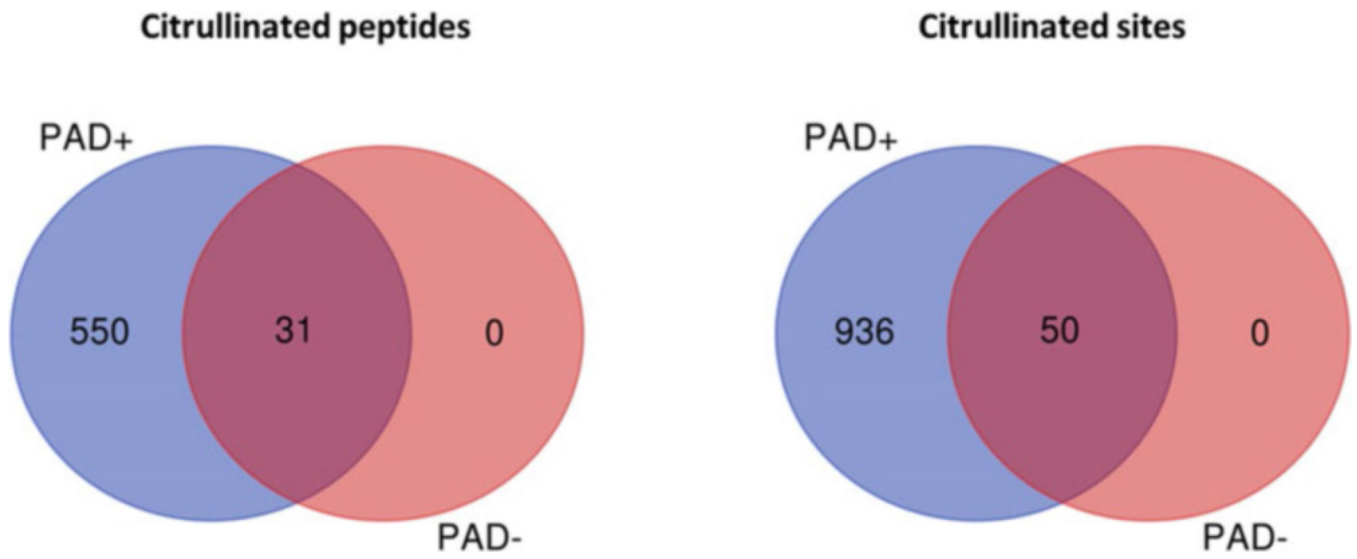 Citrullinated peptides
PAD+
550
31
0
PAD-
Citrullinated sites
PAD+
936
50
0
PAD-